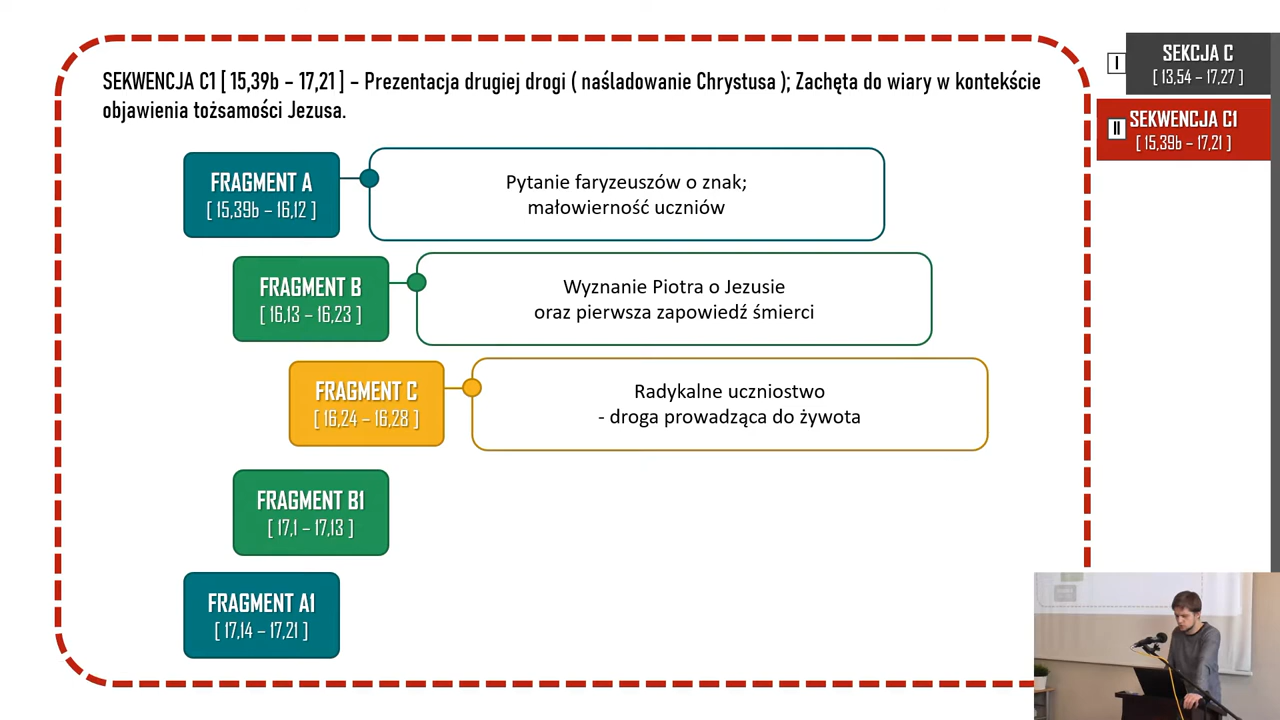 SEKWENCJA C1 [ 15,39b – 17,21 ] – Prezentacja drugiej drogi ( naśladowanie Chrystusa ); Zachęta do wiary w kontekście
objawienia tożsamości Jezusa.
I
SEKCJA C
[ 13,54 – 17,27 ]
II
SEKWENCJA C1
[ 15,39b – 17,21 ]
FRAGMENT A
[ 15,39b – 16,12 ]
Pytanie faryzeuszów o znak;
małowierność uczniów
FRAGMENT B
[ 16,13 – 16,23 ]
Wyznanie Piotra o Jezusie
oraz pierwsza zapowiedź śmierci
FRAGMENT C
[ 16,24 – 16,28 ]
Radykalne uczniostwo
- droga prowadząca do żywota
FRAGMENT B1
[ 17,1 – 17,13 ]
FRAGMENT A1
[ 17,14 – 17,21 ]